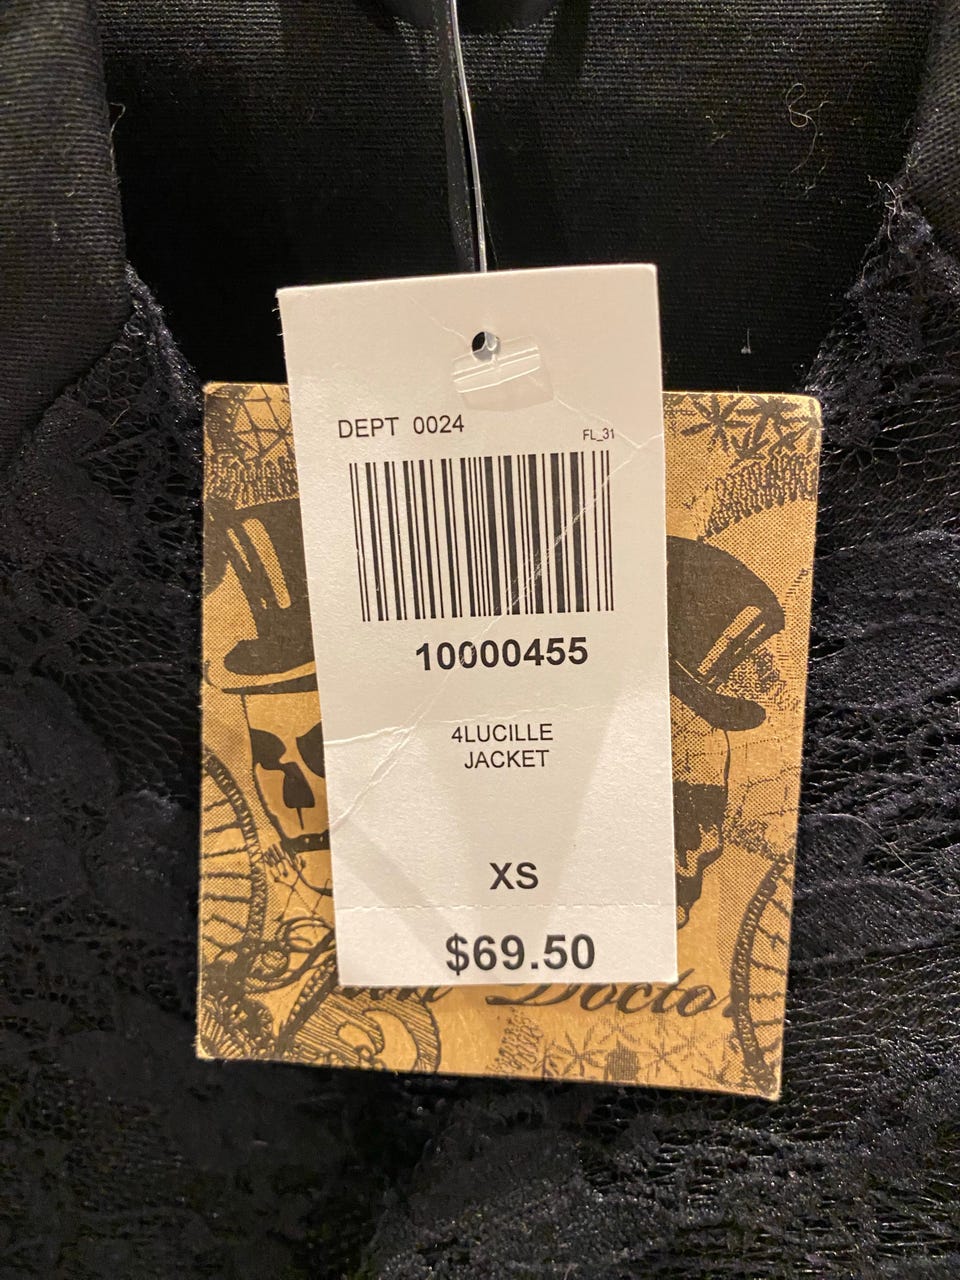 DEPT 0024
FL_31
10000455
4LUCILLE
JACKET
XS
$69.50